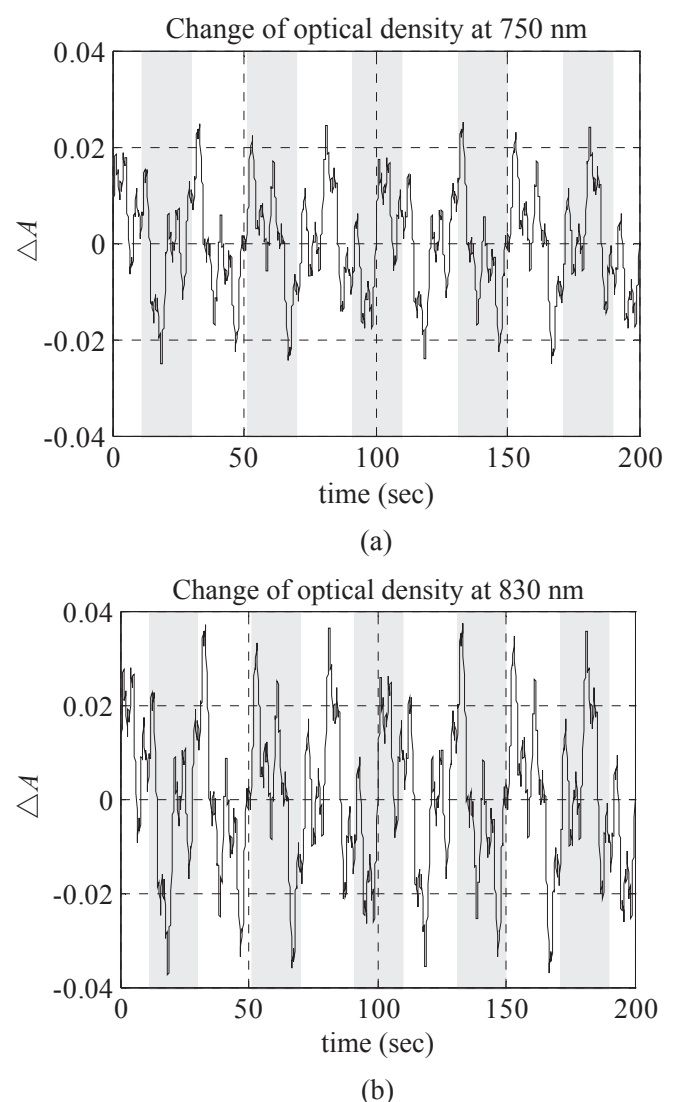 Change of optical density at 750 nm
0.04
0.02
0
-0.02
-0.04
△A
0 50 100 150 200
time (sec)
(a)
Change of optical density at 830 nm
0.04
0.02
0
-0.02
-0.04
△A
0 50 100 150 200
time (sec)
(b)